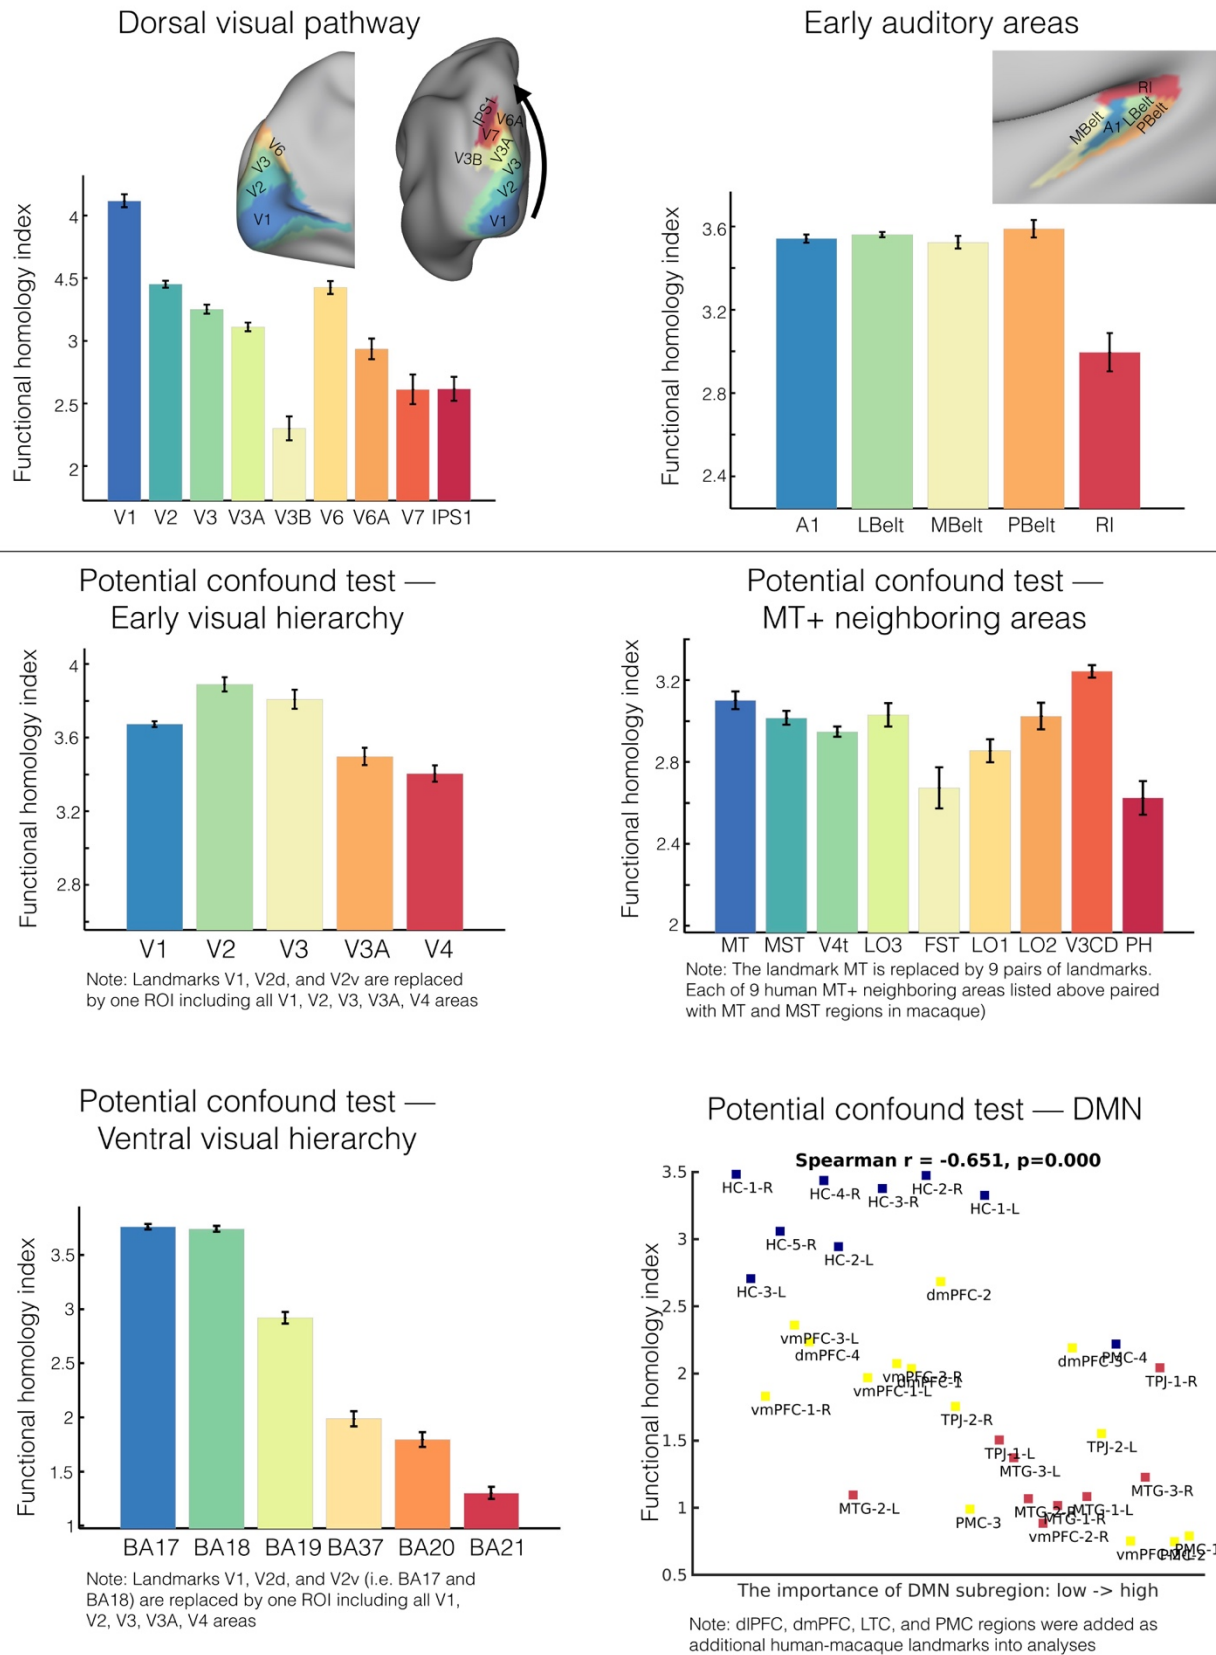 Dorsal visual pathway
Early auditory areas
V6
V3
V2
V1
IPS1
V6A
V7
V3B
V3A
V3
V2
V1
RI
MBelt
A1
LBelt
PBelt
Functional homology index
4
4.5
3
2.5
2
V1 V2 V3 V3A V3B V6 V6A V7 IPS1
Functional homology index
3.6
3.2
2.8
2.4
A1 LBelt MBelt PBelt RI
Potential confound test —
Early visual hierarchy
Functional homology index
4
3.6
3.2
2.8
V1 V2 V3 V3A V4
Note: Landmarks V1, V2d, and V2v are replaced
by one ROI including all V1, V2, V3, V3A, V4 areas
Potential confound test —
MT+ neighboring areas
Functional homology index
3.2
2.8
2.4
2
MT MST V4t LO3 FST LO1 LO2 V3CD PH
Note: The landmark MT is replaced by 9 pairs of landmarks.
Each of 9 human MT+ neighboring areas listed above paired
with MT and MST regions in macaque)
Potential confound test —
Ventral visual hierarchy
Functional homology index
3.5
3
2.5
2
1.5
1
BA17 BA18 BA19 BA37 BA20 BA21
Note: Landmarks V1, V2d, and V2v (i.e. BA17 and
BA18) are replaced by one ROI including all V1,
V2, V3, V3A, V4 areas
Potential confound test — DMN
Spearman r = -0.651, p=0.000
Functional homology index
3.5
3
2.5
2
1.5
1
0.5
HC-1-R
HC-4-R
HC-3-R
HC-2-R
HC-1-L
HC-5-R
HC-2-L
HC-3-L
dmPFC-2
vmPFC-3-L
dmPFC-4
vmPFC-3-R
dmPFC-1
vmPFC-1-L
vmPFC-1-R
dmPFC-3
PMC-4
TPJ-1-R
TPJ-2-R
TPJ-2-L
TPJ-1-L
MTG-3-L
MTG-3-R
MTG-2-L
MTG-2-R
MTG-1-L
MTG-1-R
PMC-3
vmPFC-2-R
PMC-2
PMC-1
The importance of DMN subregion: low -> high
Note: dlPFC, dmPFC, LTC, and PMC regions were added as
additional human-macaque landmarks into analyses